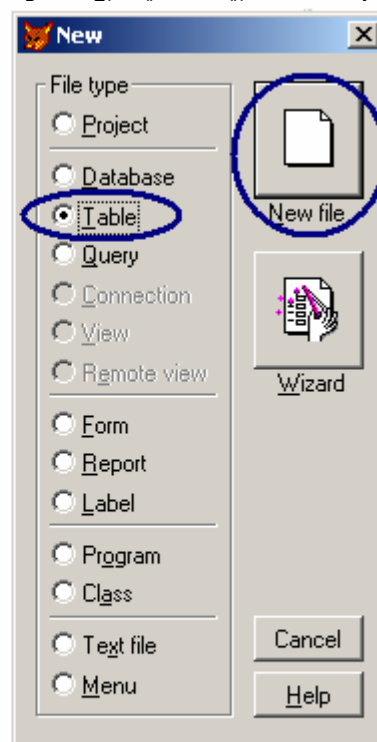 New
File type
Project
Database
Table
Query
Connection
View
Remote view
Form
Report
Label
Program
Class
Text file
Menu
New file
Wizard
Cancel
Help